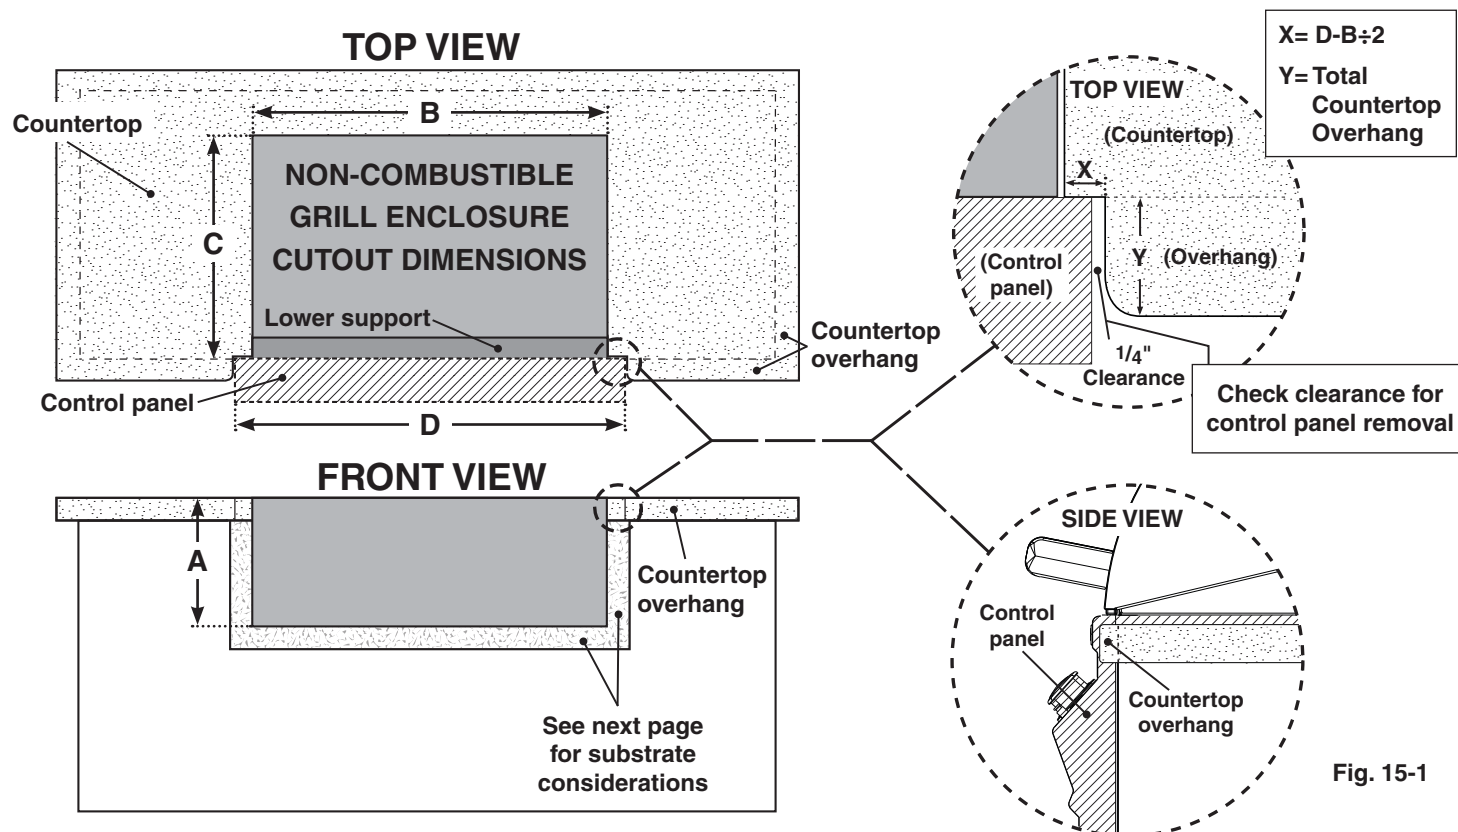 TOP VIEW
Countertop
B
NON-COMBUSTIBLE
GRILL ENCLOSURE
CUTOUT DIMENSIONS
C
Lower support
Countertop
overhang
Control panel
D
FRONT VIEW
A
Countertop
overhang
See next page
for substrate
considerations
X= D-B÷2
Y= Total
Countertop
Overhang
TOP VIEW
(Countertop)
X
(Control
panel)
Y
(Overhang)
1/4"
Clearance
Check clearance for
control panel removal
SIDE VIEW
Control
panel
Countertop
overhang
Fig. 15-1